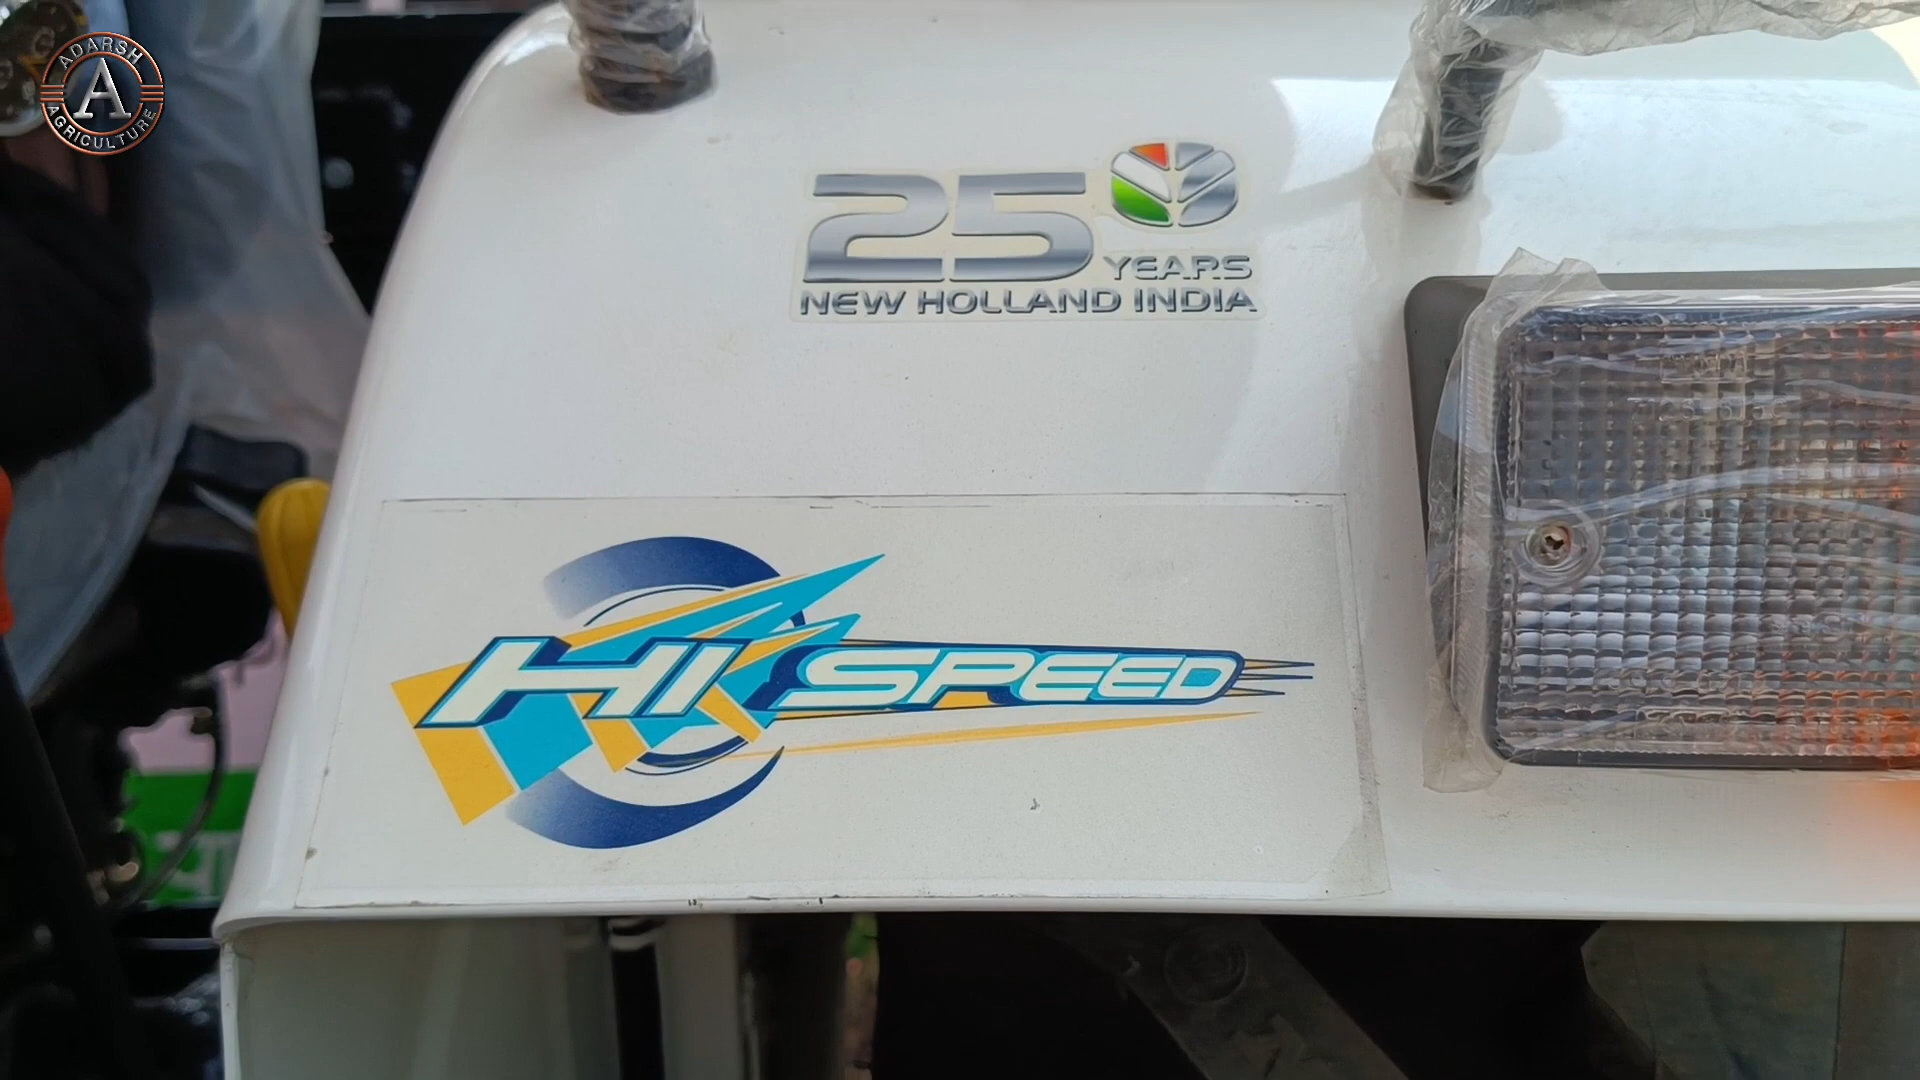 ADARSH
A
AGRICULTURE
25
YEARS
NEW HOLLAND INDIA
HI SPEED